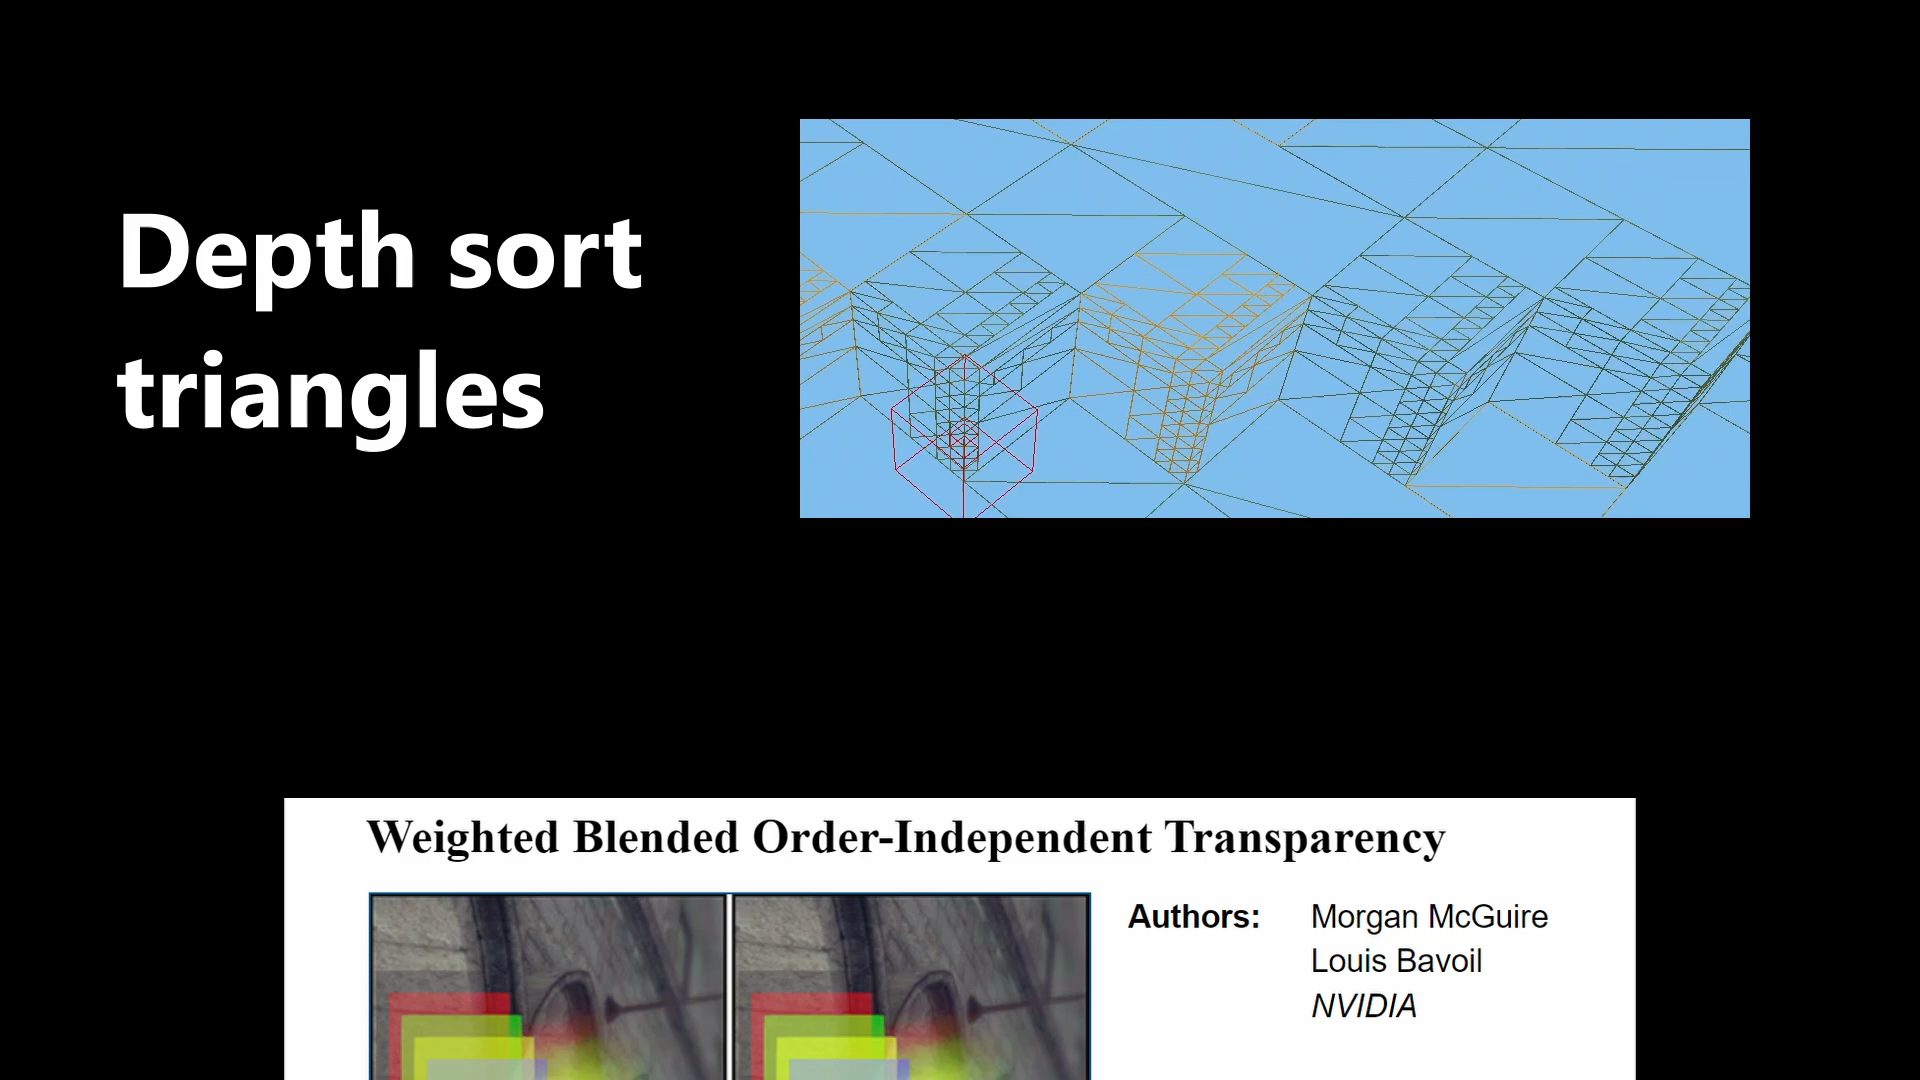 Depth sort
triangles
Weighted Blended Order-Independent Transparency
Authors: Morgan McGuire
Louis Bavoil
NVIDIA